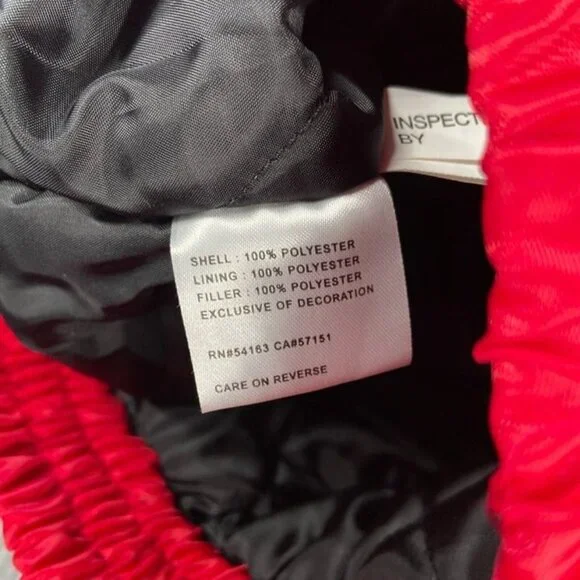 INSPECT
BY
SHELL : 100% POLYESTER
LINING : 100% POLYESTER
FILLER : 100% POLYESTER
EXCLUSIVE OF DECORATION
RN#54163 CA#57151
CARE ON REVERSE